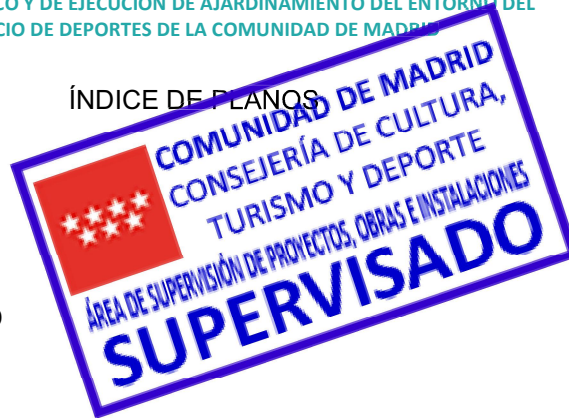 Y DE EJECUCIÓN DE AJARDINAMIENTO DEL ENTORNO DEL
CIO DE DEPORTES DE LA COMUNIDAD DE MADRID
ÍNDICE DE PLANOS
COMUNIDAD DE MADRID
CONSEJERÍA DE CULTURA,
TURISMO Y DEPORTE
ÁREA DE SUPERVISIÓN DE PROYECTOS, OBRAS E INSTALACIONES
SUPERVISADO